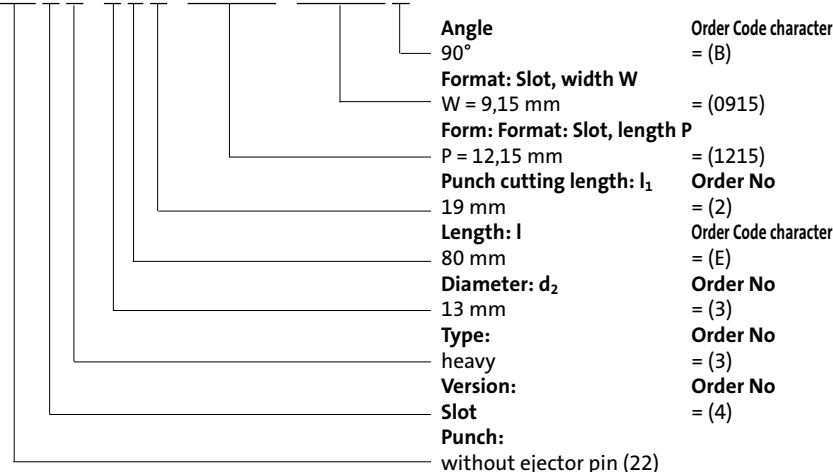 Angle Order Code character
90° = (B)
Format: Slot, width W
W = 9,15 mm = (0915)
Form: Format: Slot, length P
P = 12,15 mm = (1215)
Punch cutting length: l₁ Order No
19 mm = (2)
Length: l Order Code character
80 mm = (E)
Diameter: d₂ Order No
13 mm = (3)
Type: Order No
heavy = (3)
Version: Order No
Slot = (4)
Punch:
without ejector pin (22)